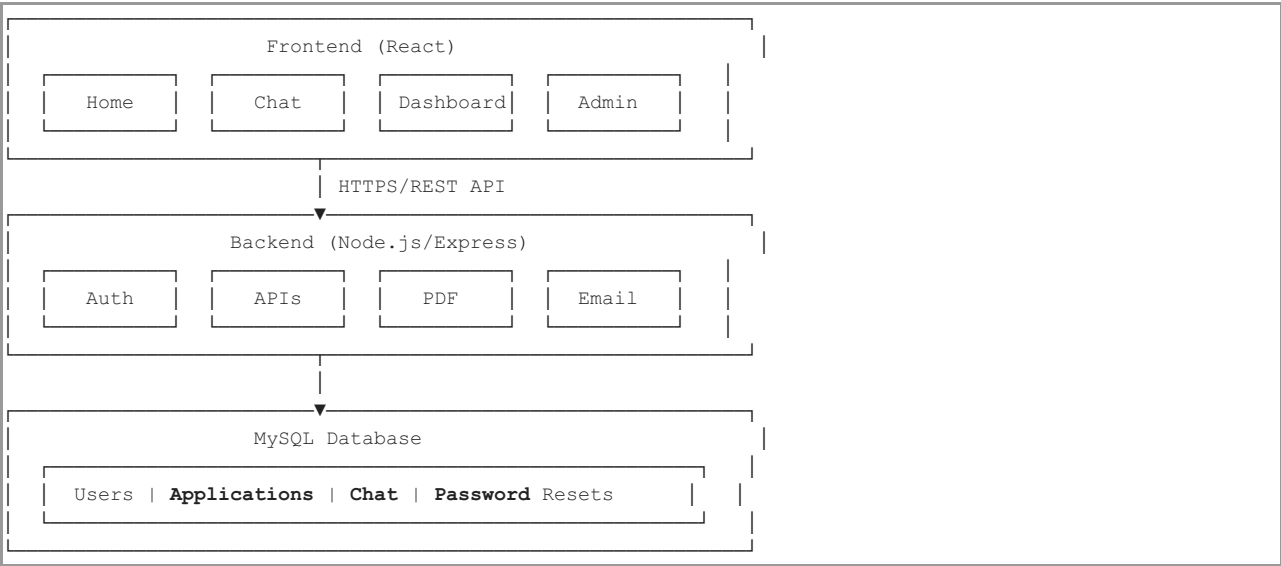 Frontend (React)
Home Chat Dashboard Admin
HTTPS/REST API
Backend (Node.js/Express)
Auth APIs PDF Email
MySQL Database
Users | Applications | Chat | Password Resets